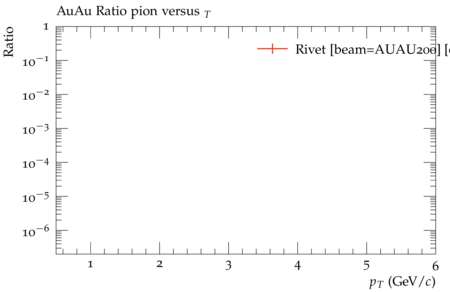 AuAu Ratio pion versus T
Ratio
Rivet [beam=AUAU200] [
1
10−1
10−2
10−3
10−4
10−5
10−6
1 2 3 4 5 6
pT (GeV/c)